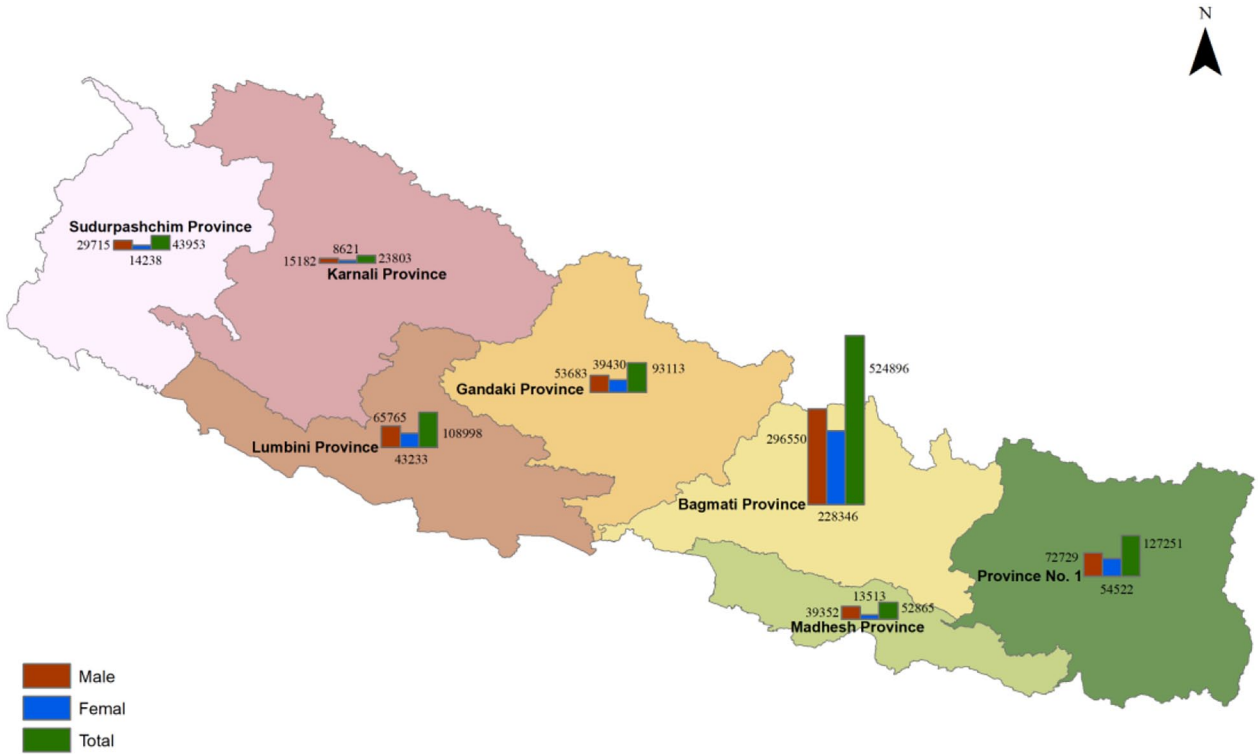 N
Sudurpashchim Province
29715 43953
14238
8621
15182 23803
Karnali Province
53683 39430 93113
Gandaki Province
65765
108998
Lumbini Province
43233
524896
296550
Bagmati Province
228346
72729 127251
Province No. 1
54522
13513
39352 52865
Madhesh Province
Male
Femal
Total